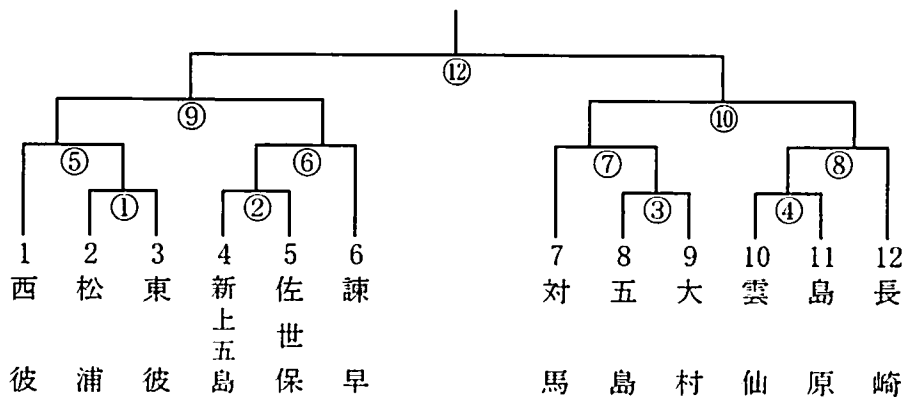 ⑫
⑨ ⑩
⑤ ⑥ ⑦ ⑧
① ② ③ ④
1 2 3 4 5 6 7 8 9 10 11 12
西彼
松浦
東彼
新上五島
佐世保
諫早
対馬
五島
大村
雲仙
島原
長崎